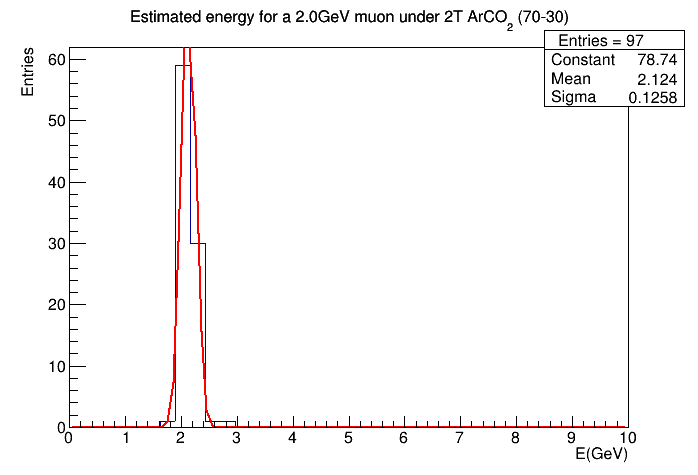 Estimated energy for a 2.0GeV muon under 2T ArCO2 (70-30)
Entries = 97
Constant 78.74
Mean 2.124
Sigma 0.1258
Entries
60
50
40
30
20
10
0
0 1 2 3 4 5 6 7 8 9 10
E(GeV)